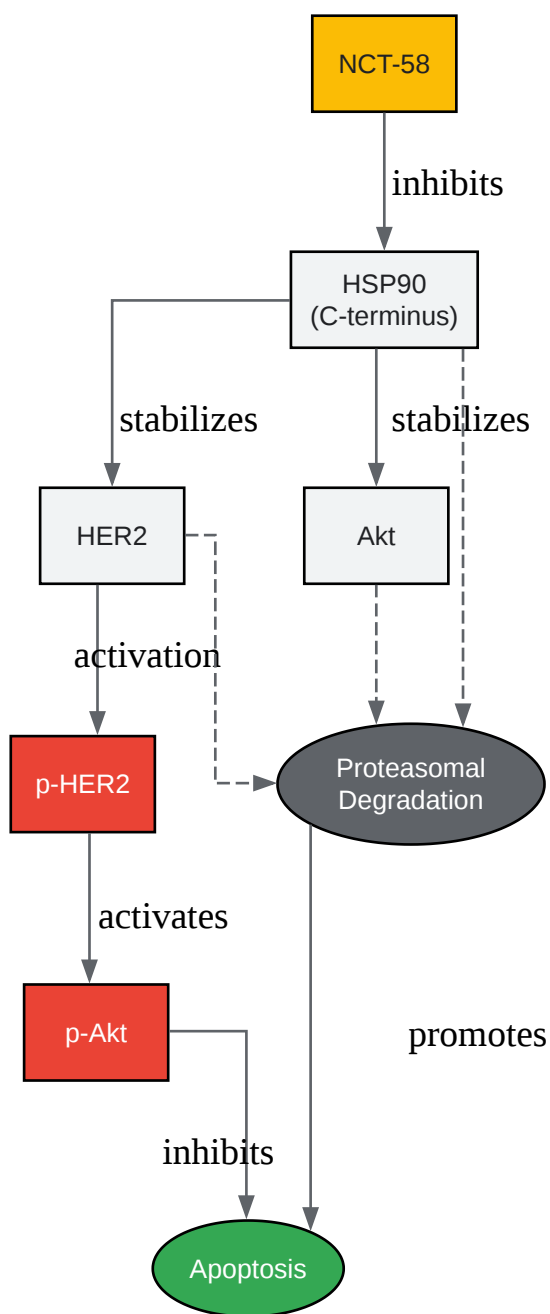 NCT-58
inhibits
HSP90
(C-terminus)
stabilizes
stabilizes
HER2
Akt
activation
p-HER2
Proteasomal
Degradation
activates
p-Akt
promotes
inhibits
Apoptosis